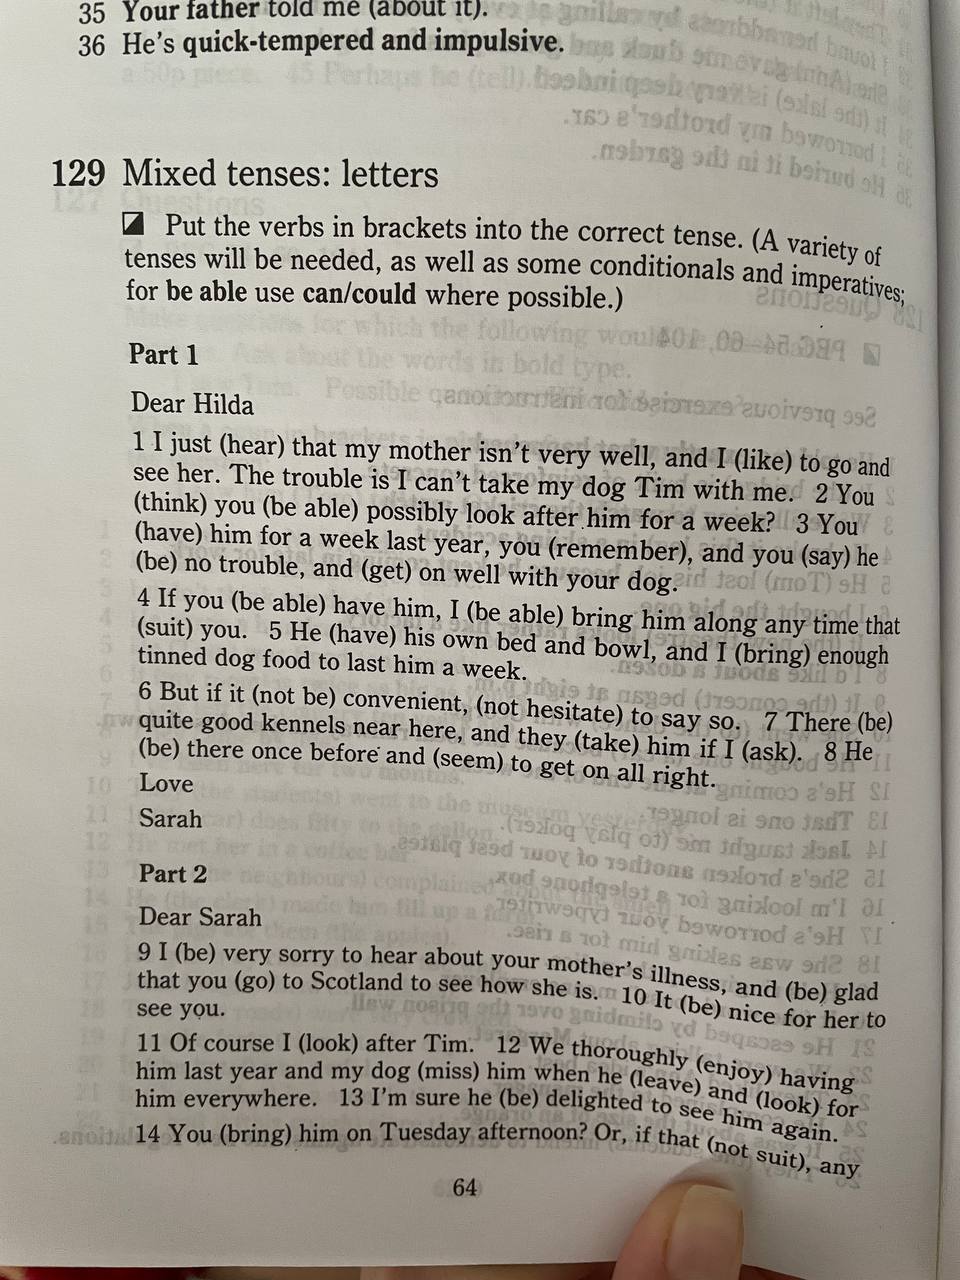 35 Your father told me (about it).
36 He's quick-tempered and impulsive.
129 Mixed tenses: letters
Put the verbs in brackets into the correct tense. (A variety of
tenses will be needed, as well as some conditionals and imperatives;
for be able use can/could where possible.)
Part 1
Dear Hilda
1 I just (hear) that my mother isn't very well, and I (like) to go and
see her. The trouble is I can't take my dog Tim with me. 2 You
(think) you (be able) possibly look after him for a week? 3 You
(have) him for a week last year, you (remember), and you (say) he
(be) no trouble, and (get) on well with your dog.
4 If you (be able) have him, I (be able) bring him along any time that
(suit) you. 5 He (have) his own bed and bowl, and I (bring) enough
tinned dog food to last him a week.
6 But if it (not be) convenient, (not hesitate) to say so. 7 There (be)
quite good kennels near here, and they (take) him if I (ask). 8 He
(be) there once before and (seem) to get on all right.
Love
Sarah
Part 2
Dear Sarah
9 I (be) very sorry to hear about your mother's illness, and (be) glad
that you (go) to Scotland to see how she is. 10 It (be) nice for her to
see you.
11 Of course I (look) after Tim. 12 We thoroughly (enjoy) having
him last year and my dog (miss) him when he (leave) and (look) for
him everywhere. 13 I'm sure he (be) delighted to see him again.
14 You (bring) him on Tuesday afternoon? Or, if that (not suit), any
64